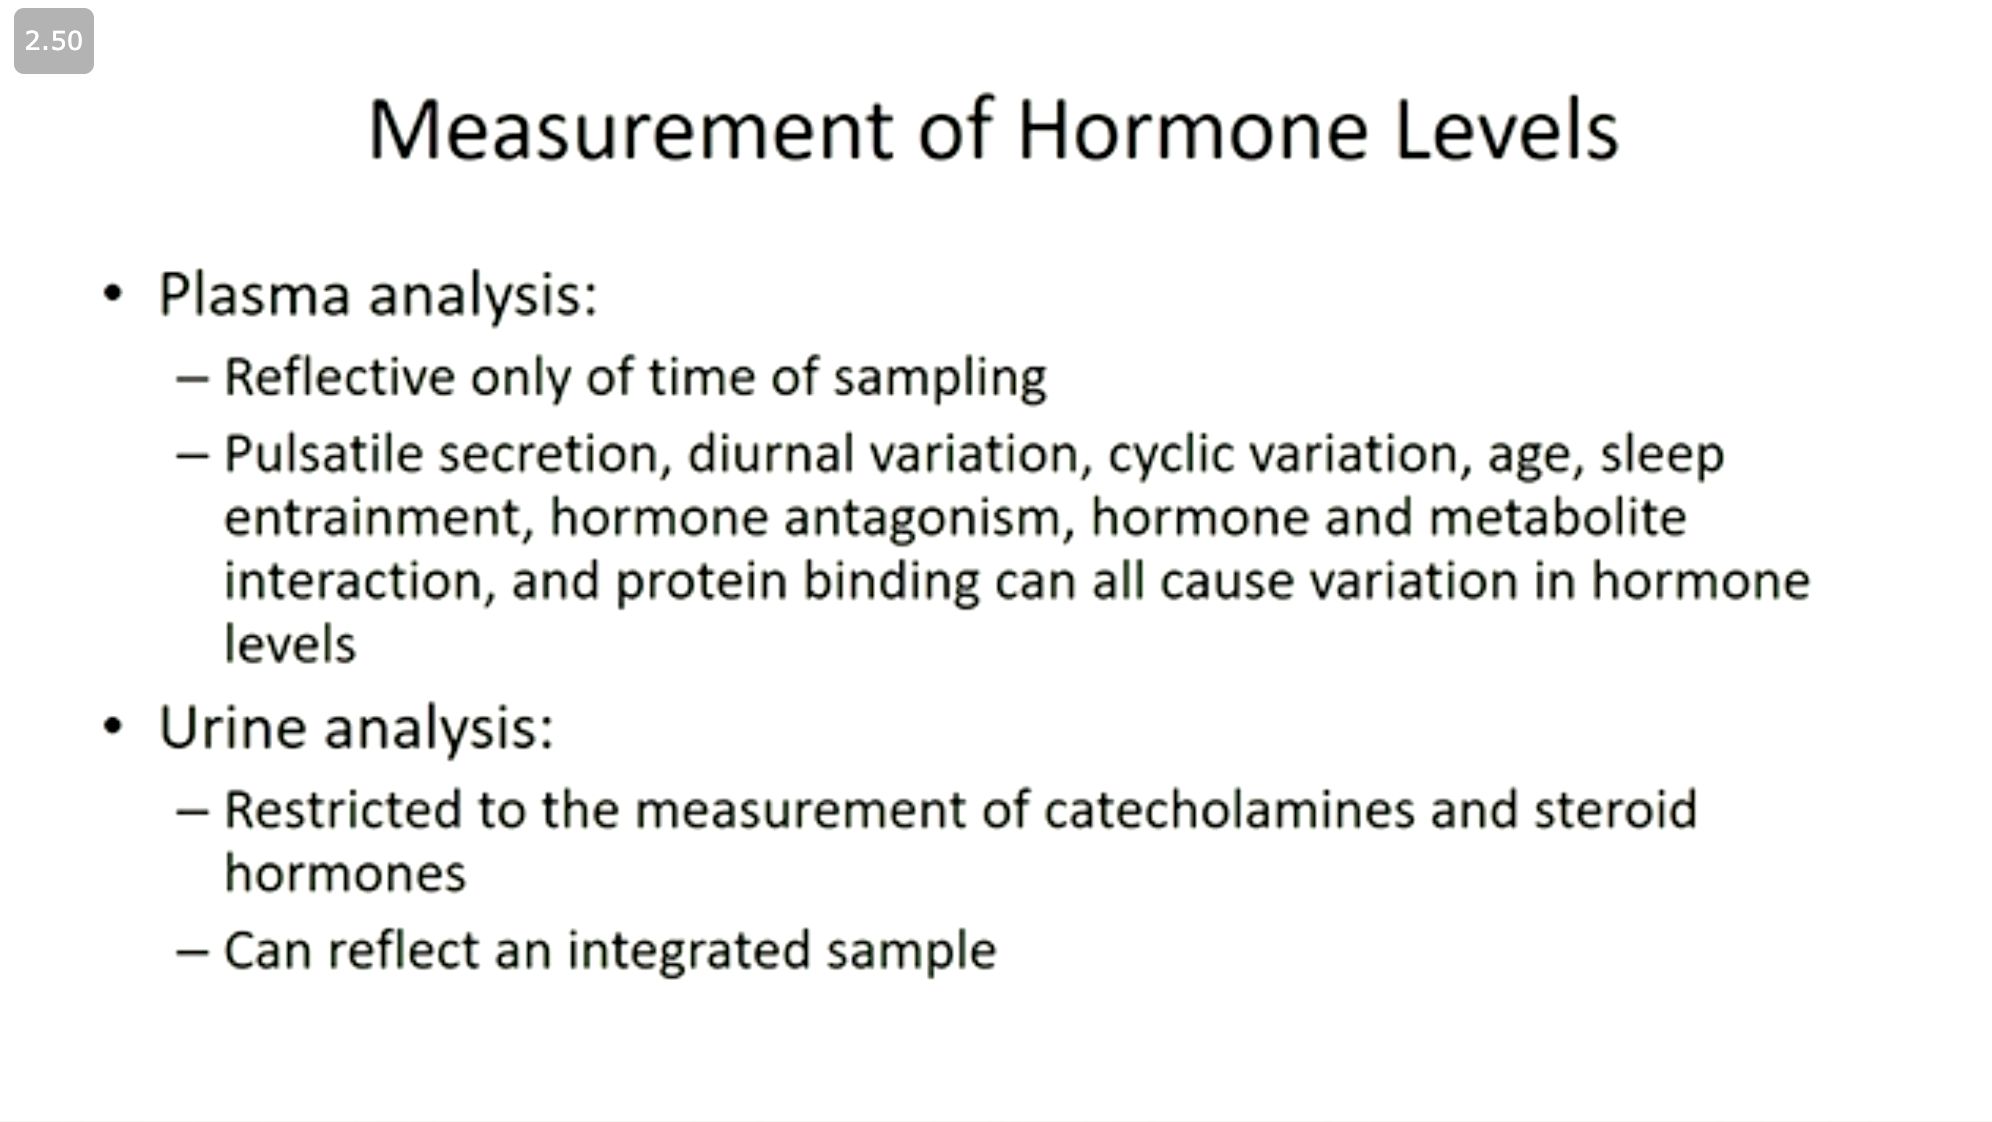 2.50
Measurement of Hormone Levels
• Plasma analysis:
– Reflective only of time of sampling
– Pulsatile secretion, diurnal variation, cyclic variation, age, sleep
entrainment, hormone antagonism, hormone and metabolite
interaction, and protein binding can all cause variation in hormone
levels
• Urine analysis:
– Restricted to the measurement of catecholamines and steroid
hormones
– Can reflect an integrated sample